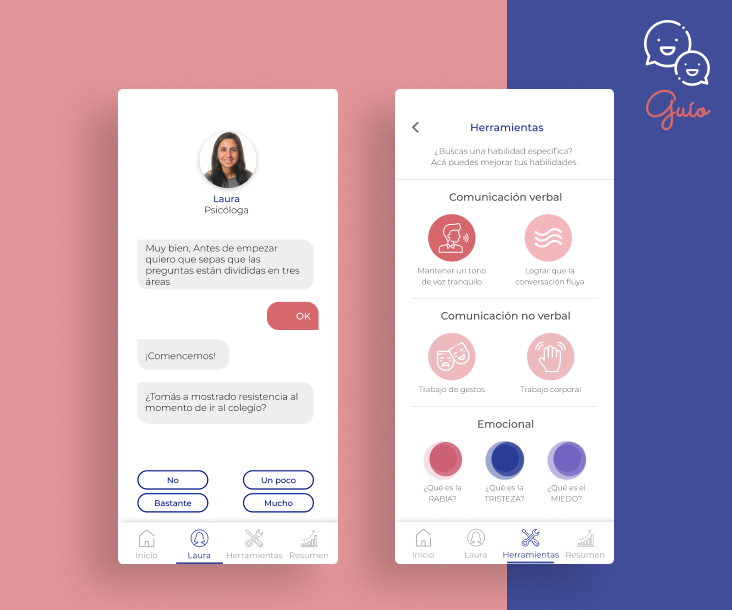 Guío
Laura
Psicóloga
Muy bien, Antes de empezar
quiero que sepas que las
preguntas están divididas en tres
áreas
OK
¡Comencemos!
¿Tomás a mostrado resistencia al
momento de ir al colegio?
No
Un poco
Bastante
Mucho
Inicio
Laura
Herramientas
Resumen
Herramientas
¿Buscas una habilidad específica?
Acá puedes mejorar tus habilidades.
Comunicación verbal
Mantener un tono
de voz tranquilo
Lograr que la
conversación fluya
Comunicación no verbal
Trabajo de gestos
Trabajo corporal
Emocional
¿Qué es la
RABIA?
¿Qué es la
TRISTEZA?
¿Qué es el
MIEDO?
Inicio
Laura
Herramientas
Resumen